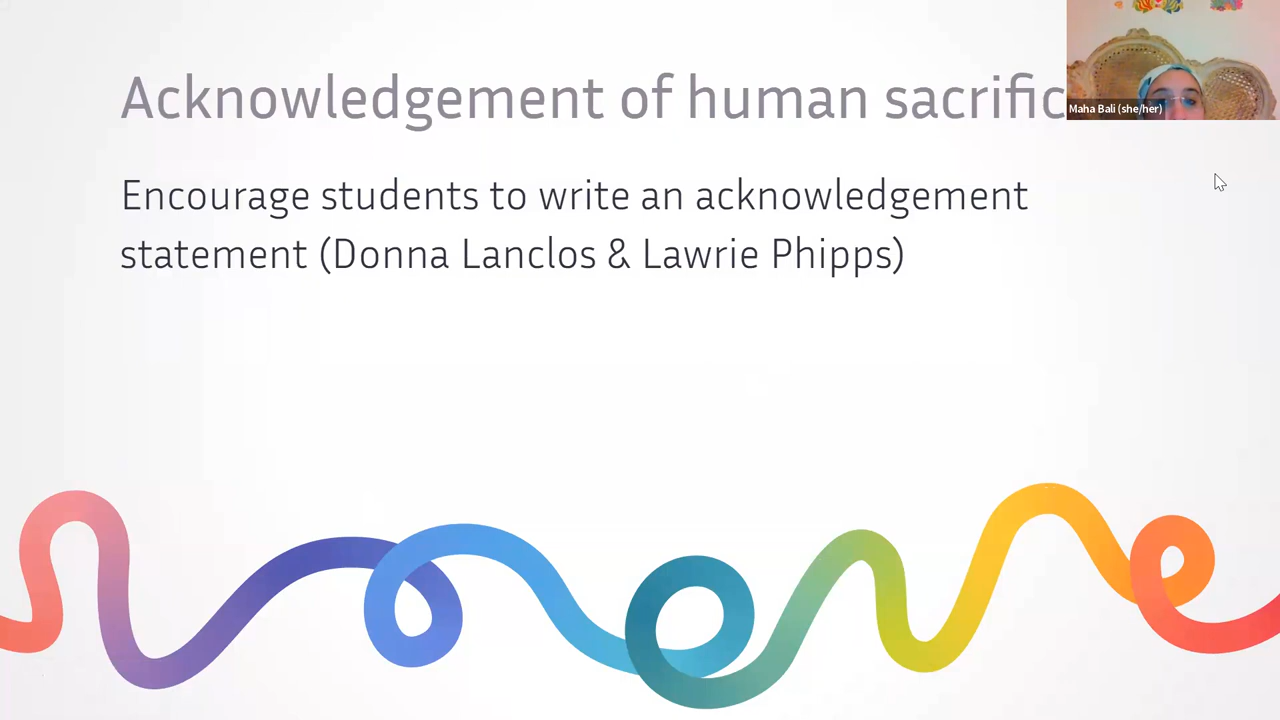 Acknowledgement of human sacrific
Encourage students to write an acknowledgement
statement (Donna Lanclos & Lawrie Phipps)
Maha Bali (she/her)